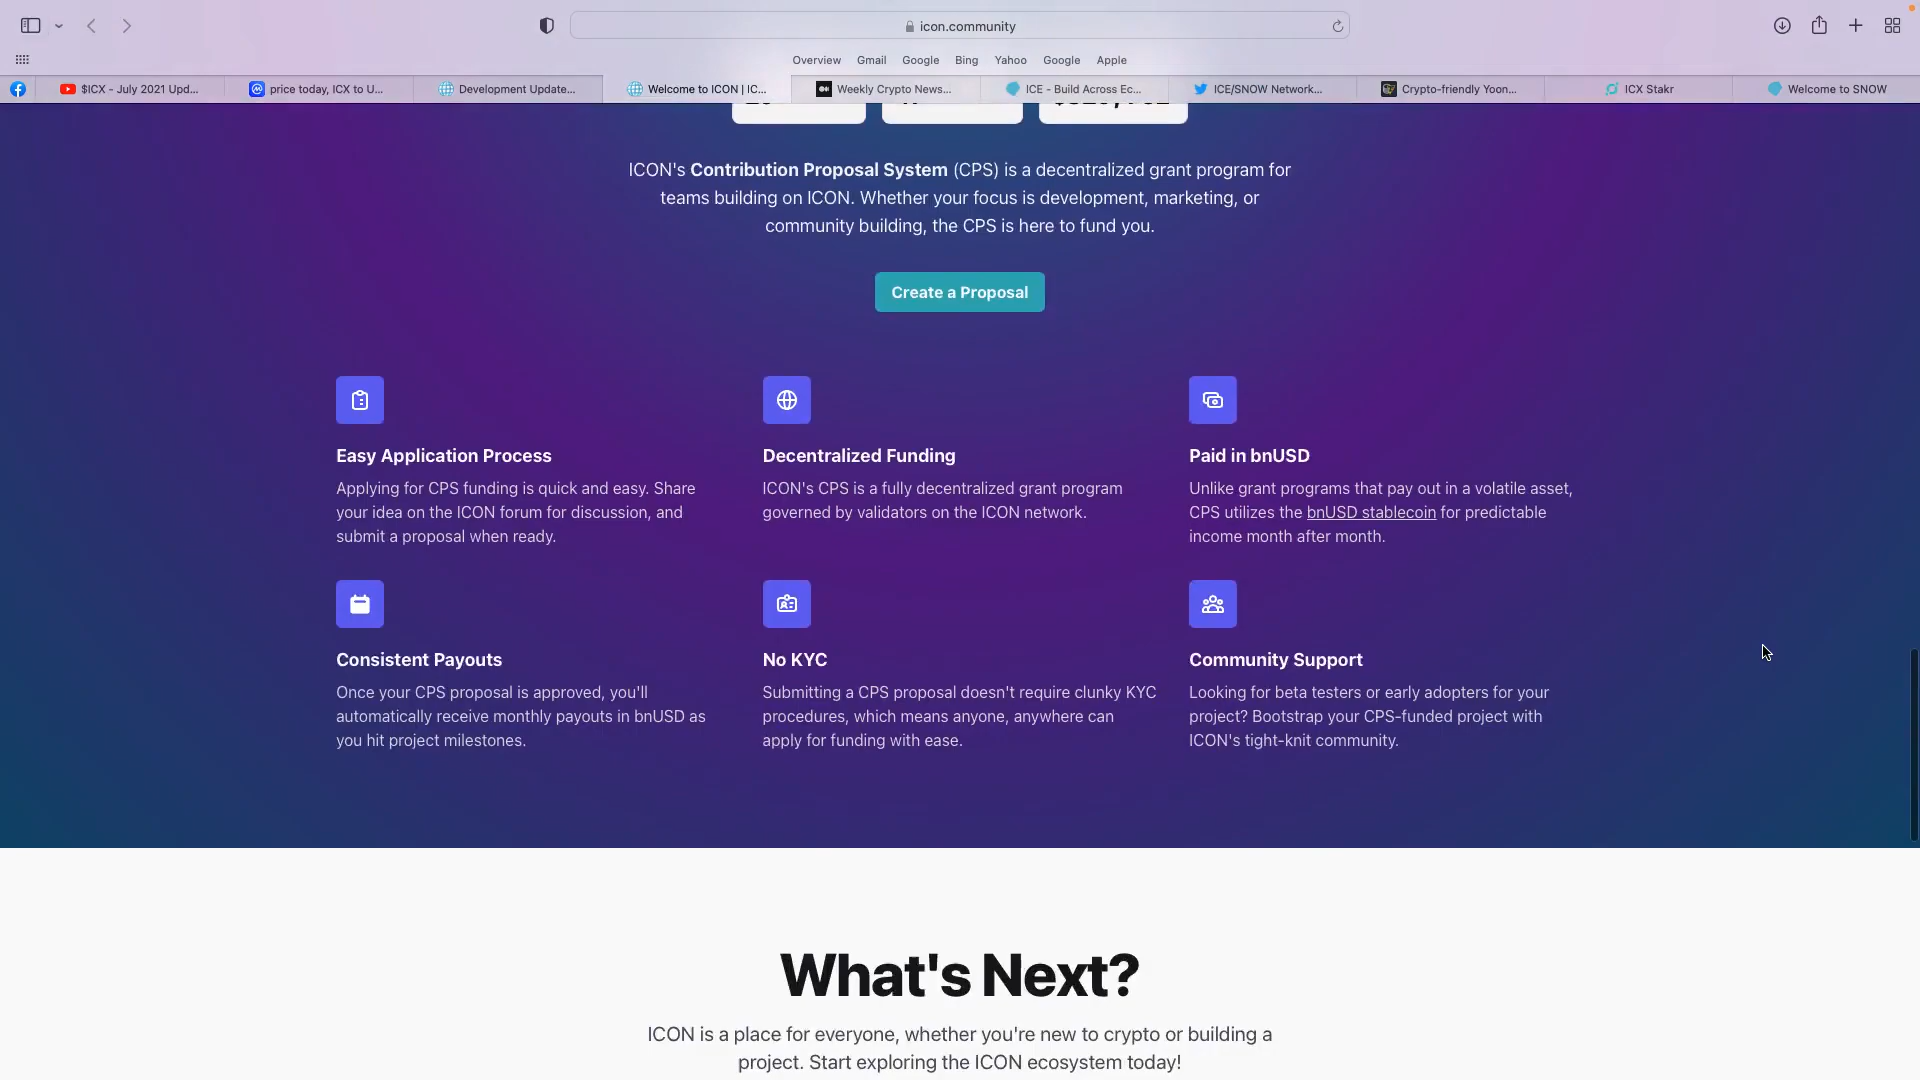 icon.community
Overview Gmail Google Bing Yahoo Google Apple
$ICX - July 2021 Upd... price today, ICX to U... Development Update... Welcome to ICON | IC... Weekly Crypto News... ICE - Build Across Ec... ICE/SNOW Network... Crypto-friendly Yoon... ICX Stakr Welcome to SNOW
ICON's Contribution Proposal System (CPS) is a decentralized grant program for
teams building on ICON. Whether your focus is development, marketing, or
community building, the CPS is here to fund you.
Create a Proposal
Easy Application Process
Applying for CPS funding is quick and easy. Share
your idea on the ICON forum for discussion, and
submit a proposal when ready.
Decentralized Funding
ICON's CPS is a fully decentralized grant program
governed by validators on the ICON network.
Paid in bnUSD
Unlike grant programs that pay out in a volatile asset,
CPS utilizes the bnUSD stablecoin for predictable
income month after month.
Consistent Payouts
Once your CPS proposal is approved, you'll
automatically receive monthly payouts in bnUSD as
you hit project milestones.
No KYC
Submitting a CPS proposal doesn't require clunky KYC
procedures, which means anyone, anywhere can
apply for funding with ease.
Community Support
Looking for beta testers or early adopters for your
project? Bootstrap your CPS-funded project with
ICON's tight-knit community.
What's Next?
ICON is a place for everyone, whether you're new to crypto or building a
project. Start exploring the ICON ecosystem today!